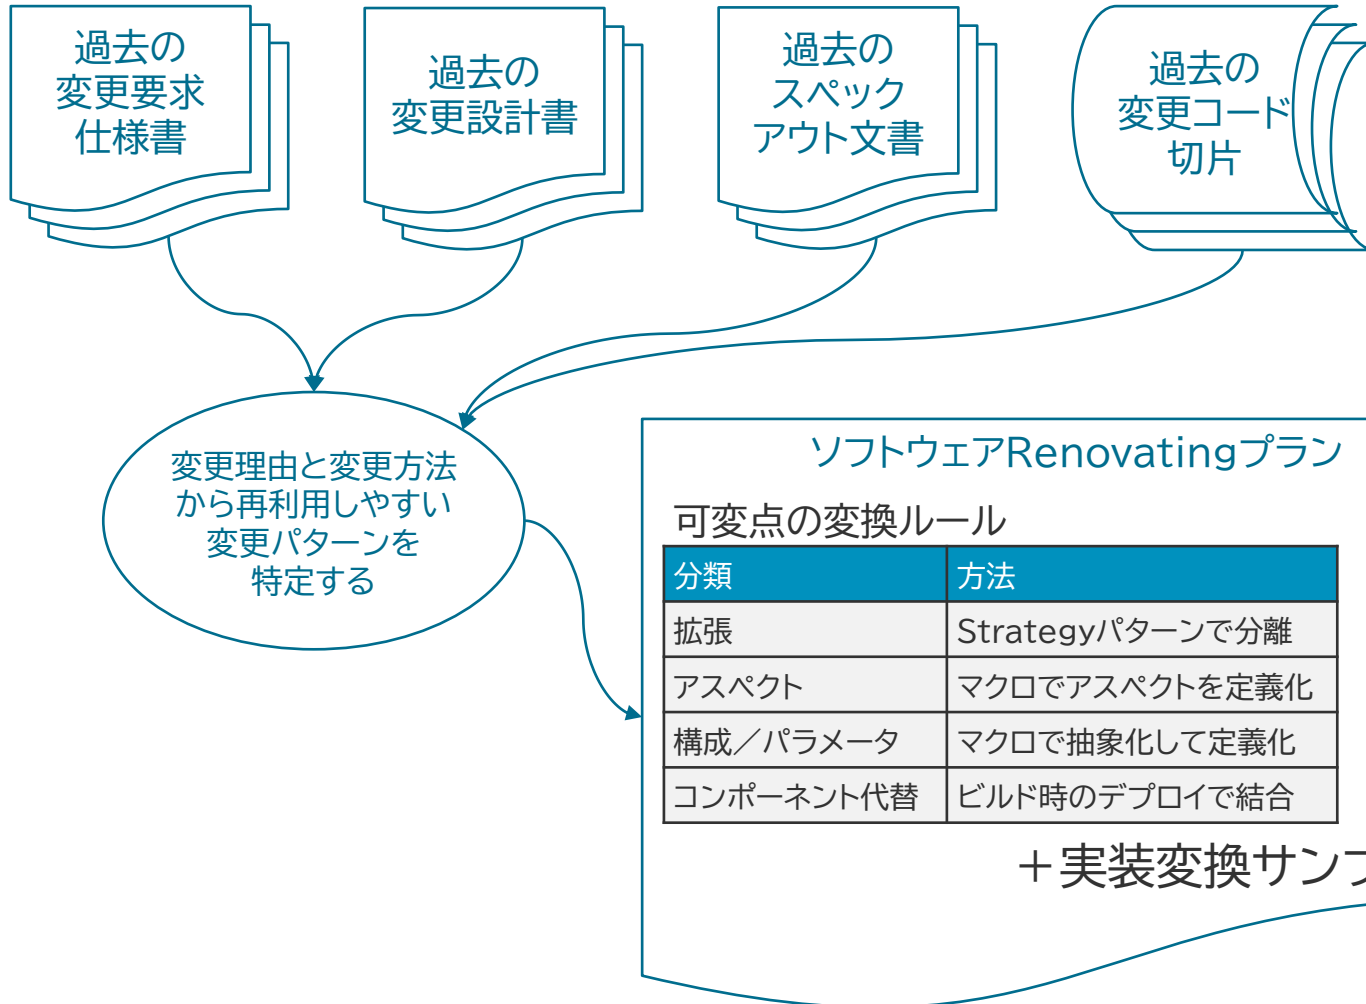 過去の
変更要求
仕様書
過去の
変更設計書
過去の
スペック
アウト文書
過去の
変更コード
切片
変更理由と変更方法
から再利用しやすい
変更パターンを
特定する
ソフトウェアRenovatingプラン
可変点の変換ルール
分類 方法
拡張 Strategyパターンで分離
アスペクト マクロでアスペクトを定義化
構成／パラメータ マクロで抽象化して定義化
コンポーネント代替 ビルド時のデプロイで結合
＋実装変換サンプ